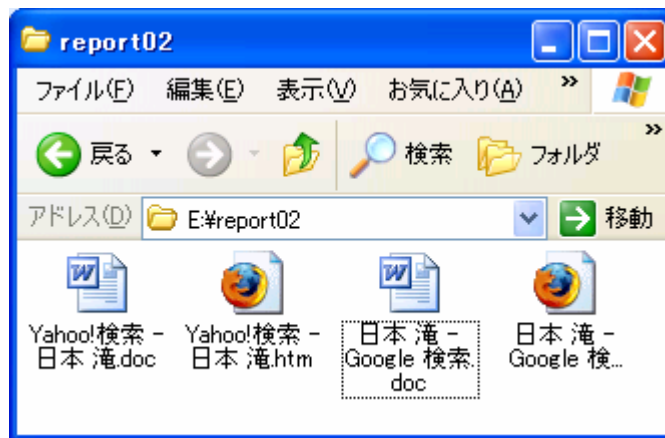 report02
ファイル(F) 編集(E) 表示(V) お気に入り(A) »
戻る 検索 フォルダ »
アドレス(D) E:¥report02 移動
Yahoo!検索 -
日本 滝.doc
Yahoo!検索 -
日本 滝.htm
日本 滝 -
Google 検索.
doc
日本 滝 -
Google 検...